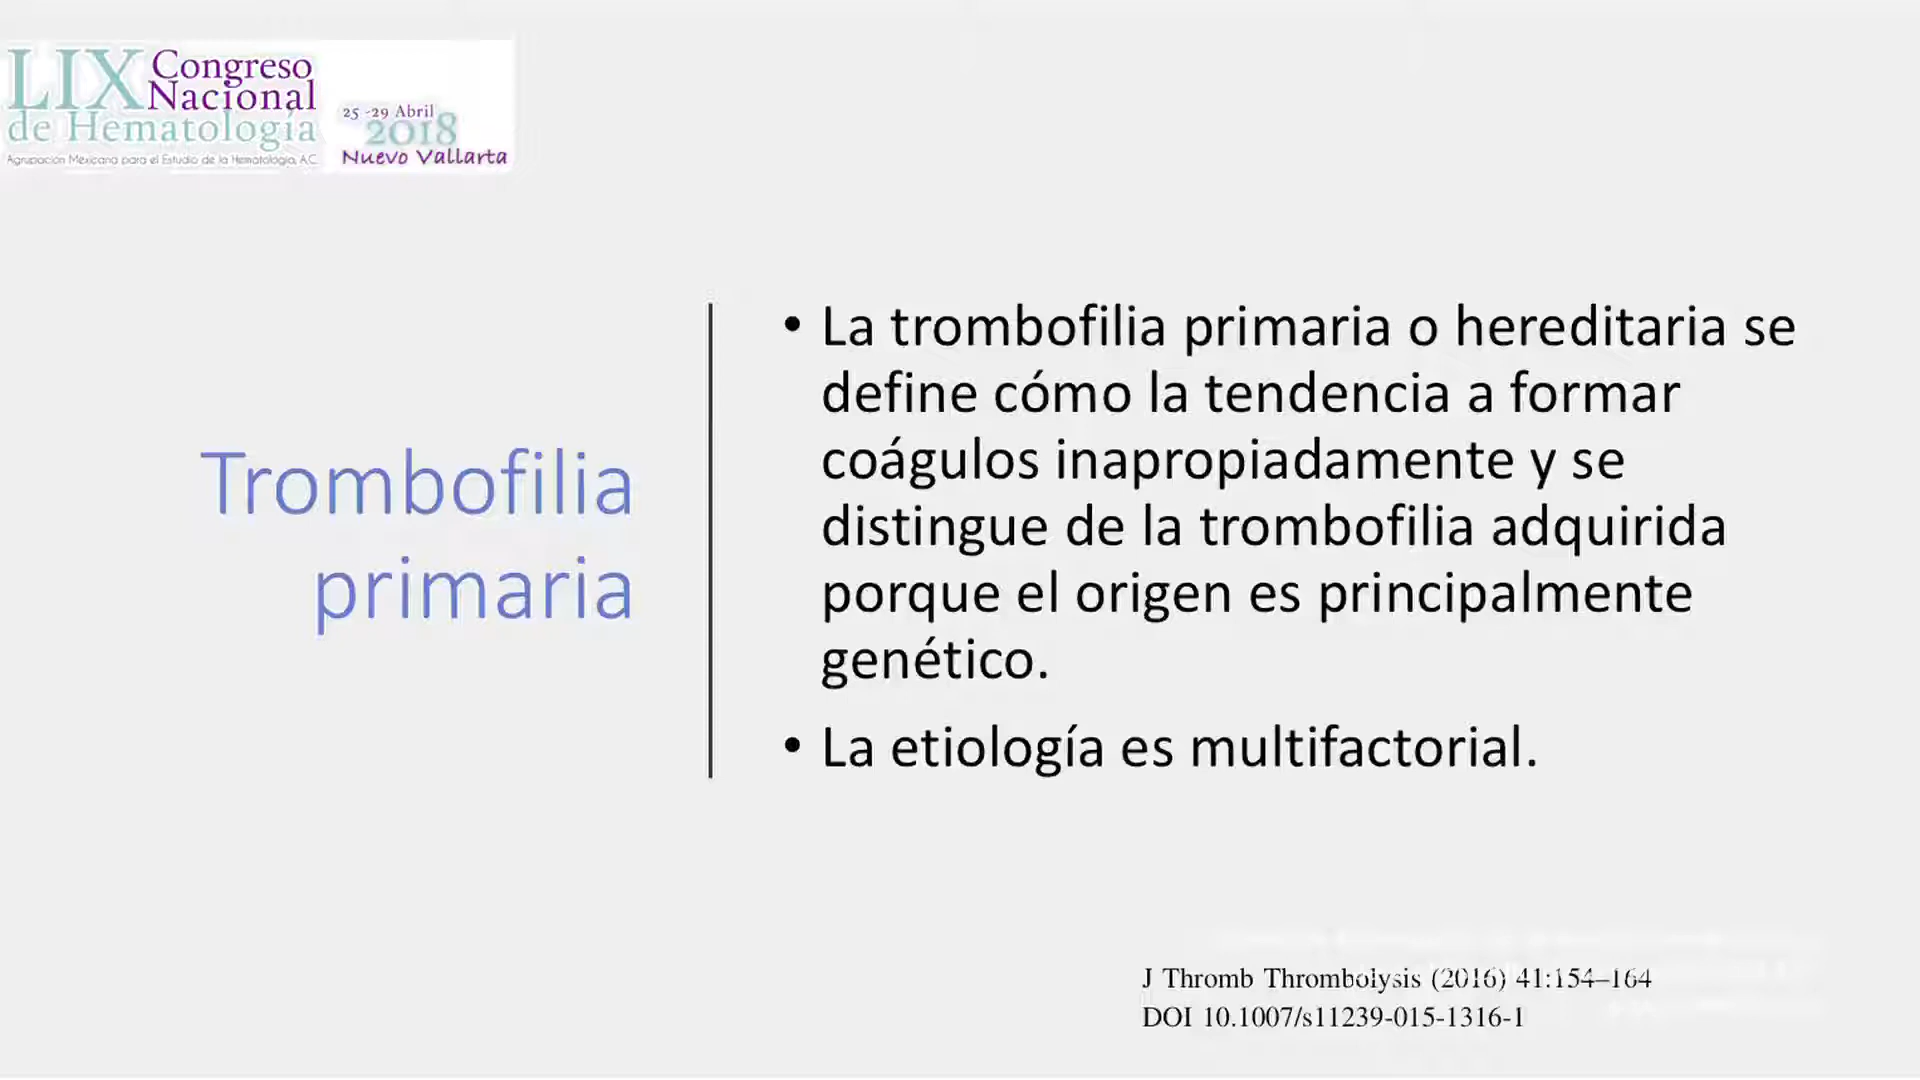 LIX Congreso
Nacional
de Hematología
Agrupación Mexicana para el Estudio de la Hematología, A.C.
25 -29 Abril
2018
Nuevo Vallarta
Trombofilia
primaria
• La trombofilia primaria o hereditaria se
define cómo la tendencia a formar
coágulos inapropiadamente y se
distingue de la trombofilia adquirida
porque el origen es principalmente
genético.
• La etiología es multifactorial.
J Thromb Thrombolysis (2016) 41:154–164
DOI 10.1007/s11239-015-1316-1